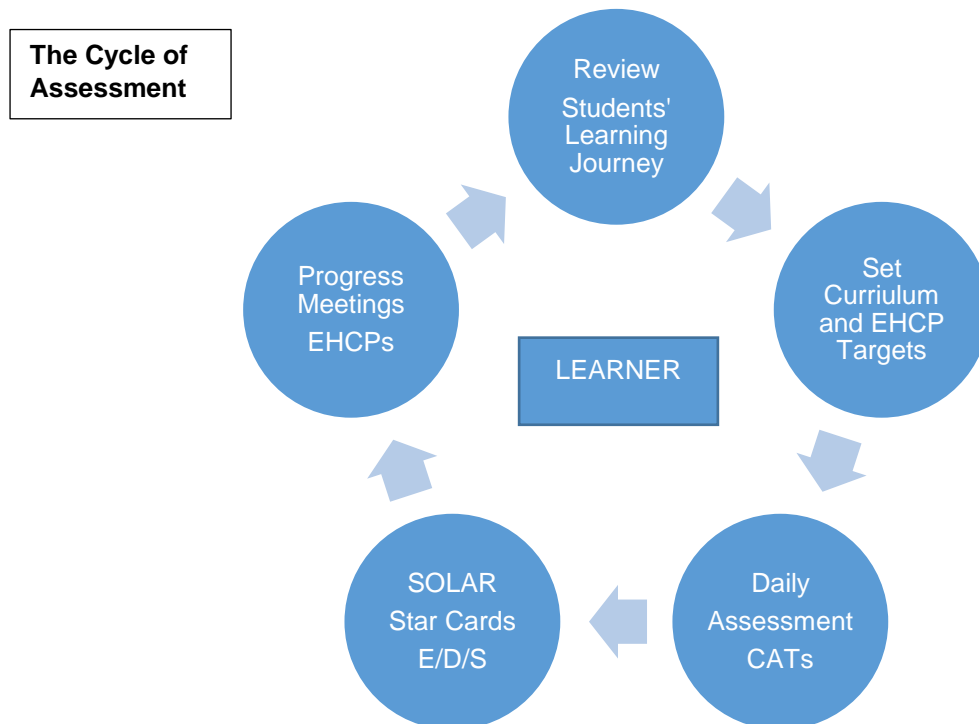 The Cycle of
Assessment
Review
Students'
Learning
Journey
Set
Curriulum
and EHCP
Targets
Daily
Assessment
CATs
SOLAR
Star Cards
E/D/S
Progress
Meetings
EHCPs
LEARNER